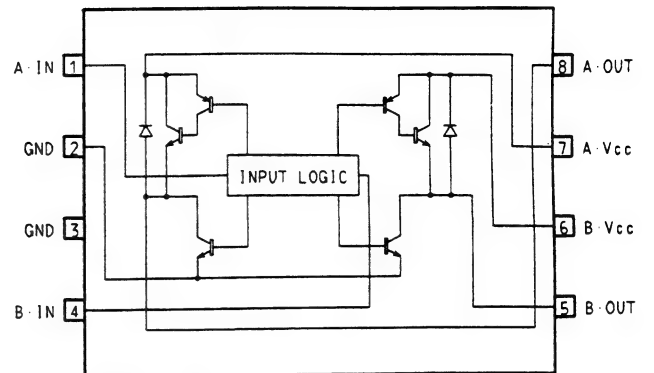 A·IN 1
8 A·OUT
GND 2
7 A·Vcc
INPUT LOGIC
GND 3
6 B·Vcc
B·IN 4
5 B·OUT